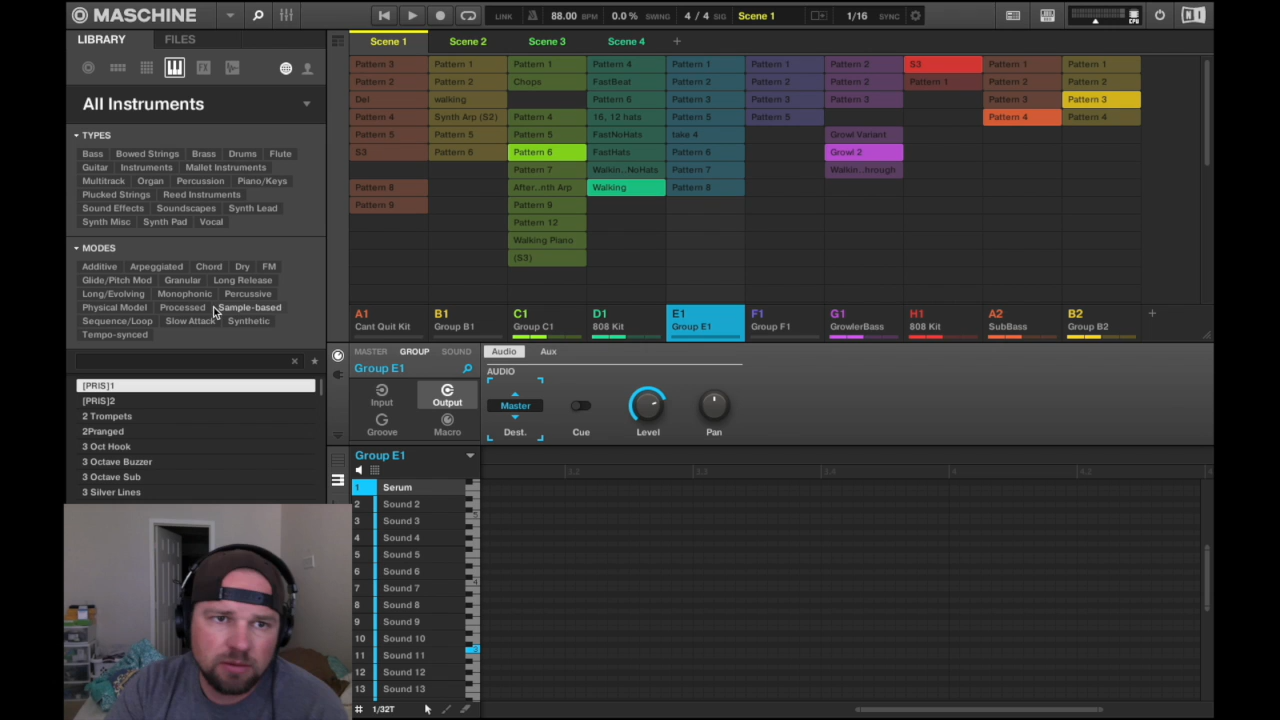 MASCHINE LINK 88.00 BPM 0.0 % SWING 4 / 4 SIG Scene 1 1/16 SYNC CPU NI
LIBRARY FILES
Scene 1 Scene 2 Scene 3 Scene 4 +
All Instruments
TYPES
Bass Bowed Strings Brass Drums Flute
Guitar Instruments Mallet Instruments
Multitrack Organ Percussion Piano/Keys
Plucked Strings Reed Instruments
Sound Effects Soundscapes Synth Lead
Synth Misc Synth Pad Vocal
MODES
Additive Arpeggiated Chord Dry FM
Glide/Pitch Mod Granular Long Release
Long/Evolving Monophonic Percussive
Physical Model Processed Sample-based
Sequence/Loop Slow Attack Synthetic
Tempo-synced
[PRIS]1
[PRIS]2
2 Trompets
2Pranged
3 Oct Hook
3 Octave Buzzer
3 Octave Sub
3 Silver Lines
Pattern 3 Pattern 1 Pattern 1 Pattern 4 Pattern 1 Pattern 1 Pattern 2 S3 Pattern 1 Pattern 1
Pattern 2 Pattern 2 Chops FastBeat Pattern 2 Pattern 2 Pattern 2 Pattern 1 Pattern 2 Pattern 2
Del walking Pattern 6 Pattern 3 Pattern 3 Pattern 3 Pattern 3 Pattern 3
Pattern 4 Synth Arp (S2) Pattern 4 16, 12 hats take 4 Pattern 5 Pattern 4 Pattern 4
Pattern 5 Pattern 5 Pattern 5 FastNoHats take 4 Growl Variant
S3 Pattern 6 Pattern 6 FastHats Pattern 6 Growl 2
Pattern 7 Walkin...NoHats Pattern 7 Walkin...hrough
Pattern 8 After...nth Arp Walking Pattern 8
Pattern 9 Pattern 9
Pattern 12
Walking Piano
(S3)
A1 B1 C1 D1 E1 F1 G1 H1 A2 B2 +
Cant Quit Kit Group B1 Group C1 808 Kit Group E1 Group F1 GrowlerBass 808 Kit SubBass Group B2
MASTER GROUP SOUND Audio Aux
Group E1 AUDIO
Input Output Master
Groove Macro Dest. Cue Level Pan
Group E1
3.2 3.3 3.4 4 4.2
1 Serum
2 Sound 2
3 Sound 3
4 Sound 4
5 Sound 5
6 Sound 6
7 Sound 7
8 Sound 8
9 Sound 9
10 Sound 10
11 Sound 11
12 Sound 12
13 Sound 13
1/32T